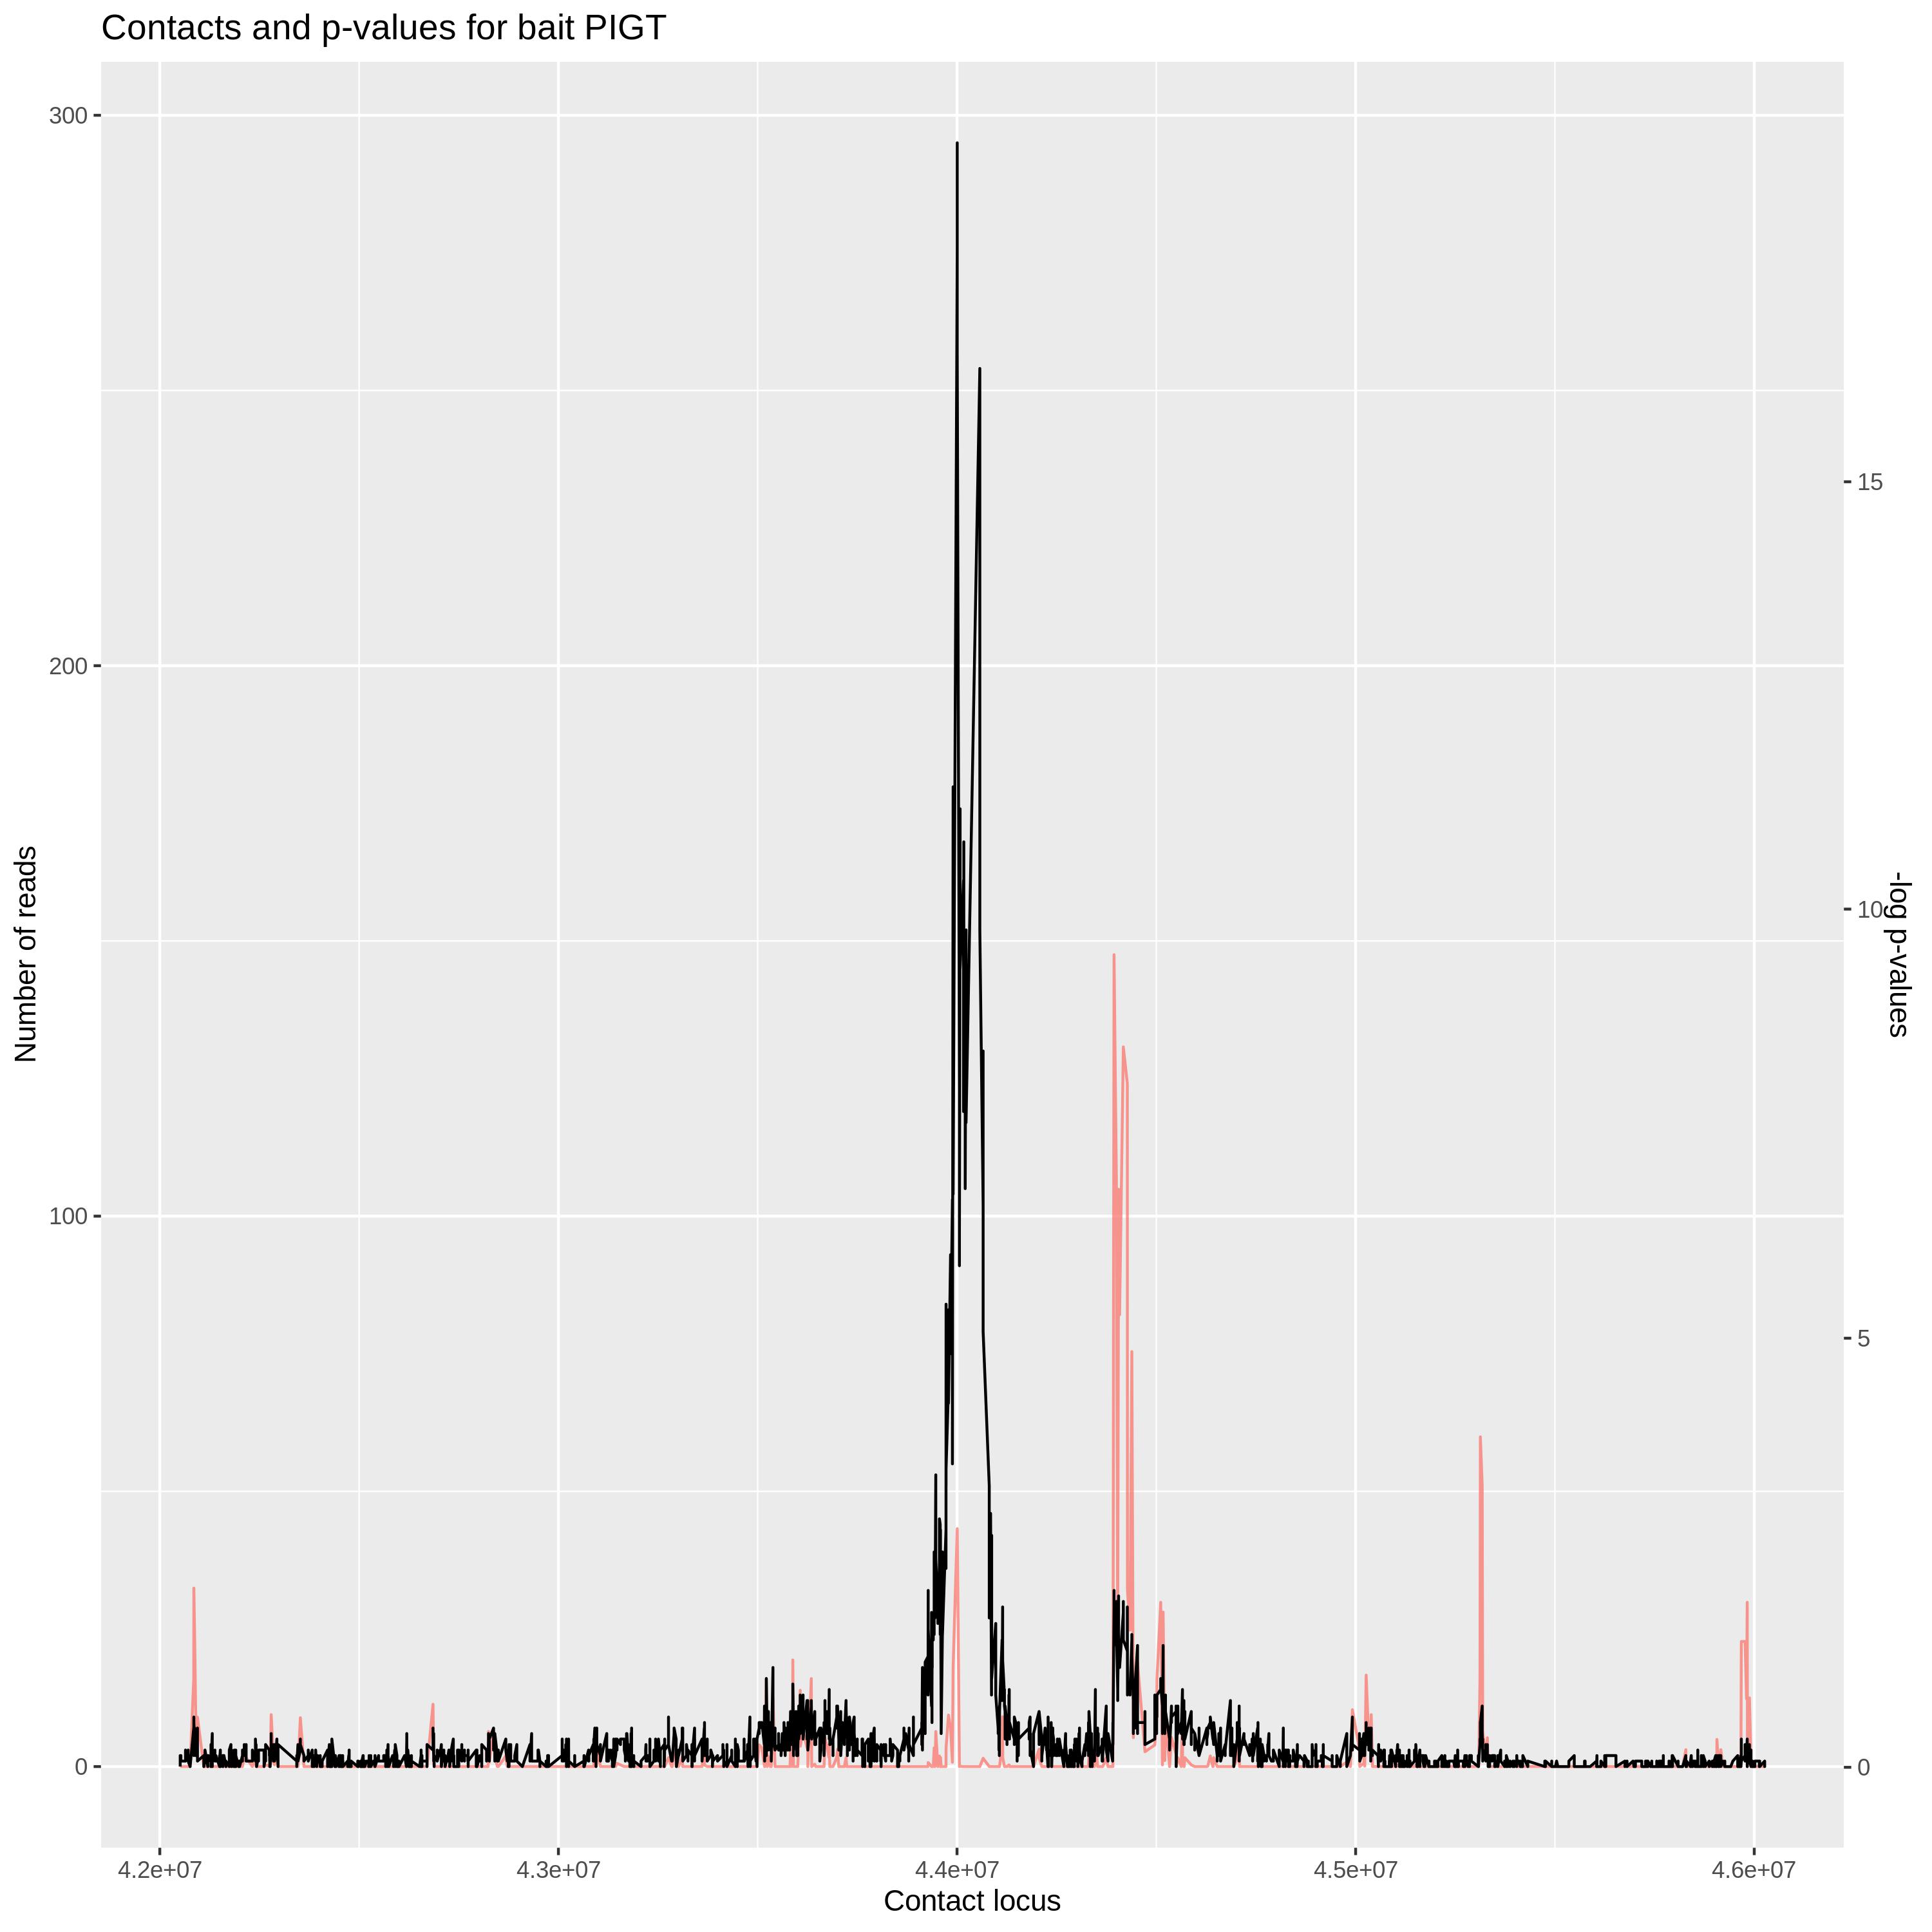 Contacts and p-values for bait PIGT
300
200
100
0
Number of reads
15
10
5
0
-log p-values
4.2e+07
4.3e+07
4.4e+07
4.5e+07
4.6e+07
Contact locus